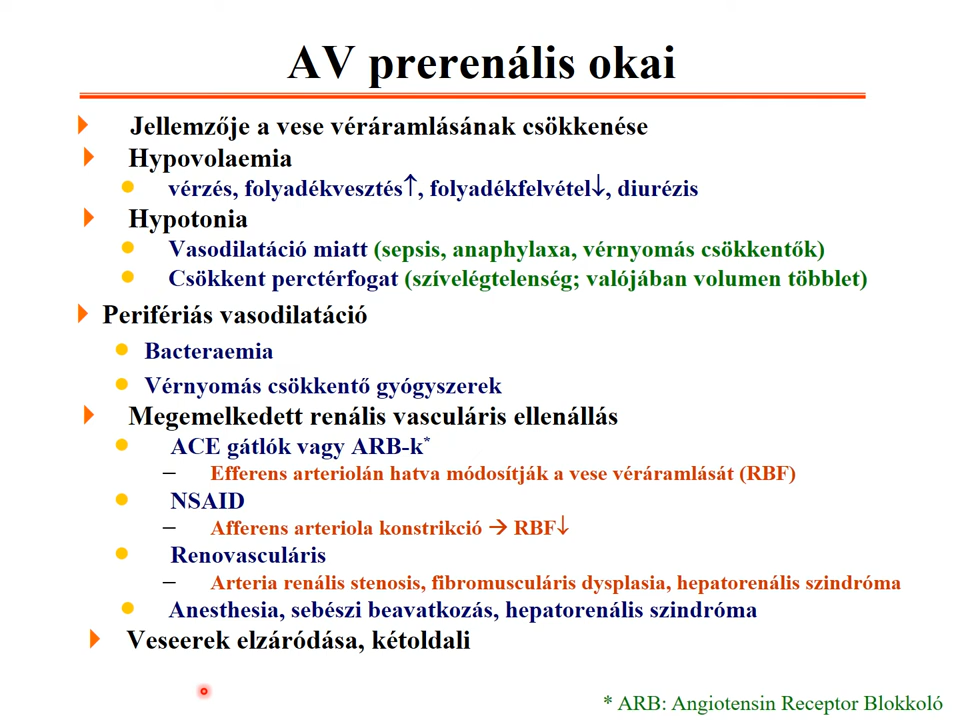 AV prerenális okai
Jellemzője a vese véráramlásának csökkenése
Hypovolaemia
vérzés, folyadékvesztés↑, folyadékfelvétel↓, diurézis
Hypotonia
Vasodilatáció miatt (sepsis, anaphylaxa, vérnyomás csökkentők)
Csökkent perctérfogat (szívelégtelenség; valójában volumen többlet)
Perifériás vasodilatáció
Bacteraemia
Vérnyomás csökkentő gyógyszerek
Megemelkedett renális vasculáris ellenállás
ACE gátlók vagy ARB-k*
– Efferens arteriolán hatva módosítják a vese véráramlását (RBF)
NSAID
– Afferens arteriola konstrikció → RBF↓
Renovasculáris
– Arteria renális stenosis, fibromusculáris dysplasia, hepatorenális szindróma
Anesthesia, sebészi beavatkozás, hepatorenális szindróma
Veseerek elzáródása, kétoldali
* ARB: Angiotensin Receptor Blokkoló